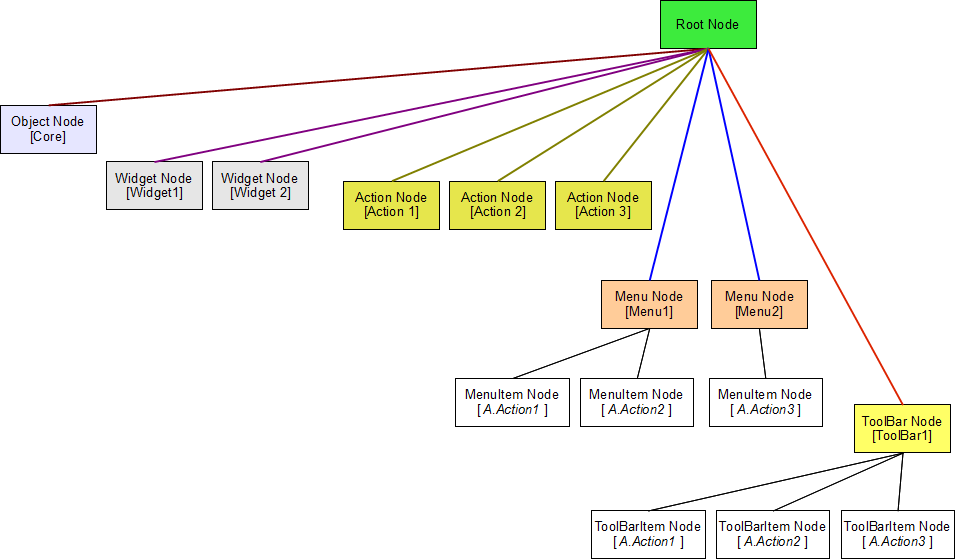 Root Node
Object Node
[Core]
Widget Node
[Widget1]
Widget Node
[Widget 2]
Action Node
[Action 1]
Action Node
[Action 2]
Action Node
[Action 3]
Menu Node
[Menu1]
Menu Node
[Menu2]
MenuItem Node
[ A.Action1 ]
MenuItem Node
[ A.Action2 ]
MenuItem Node
[ A.Action3 ]
ToolBar Node
[ToolBar1]
ToolBarItem Node
[ A.Action1 ]
ToolBarItem Node
[ A.Action2 ]
ToolBarItem Node
[ A.Action3 ]